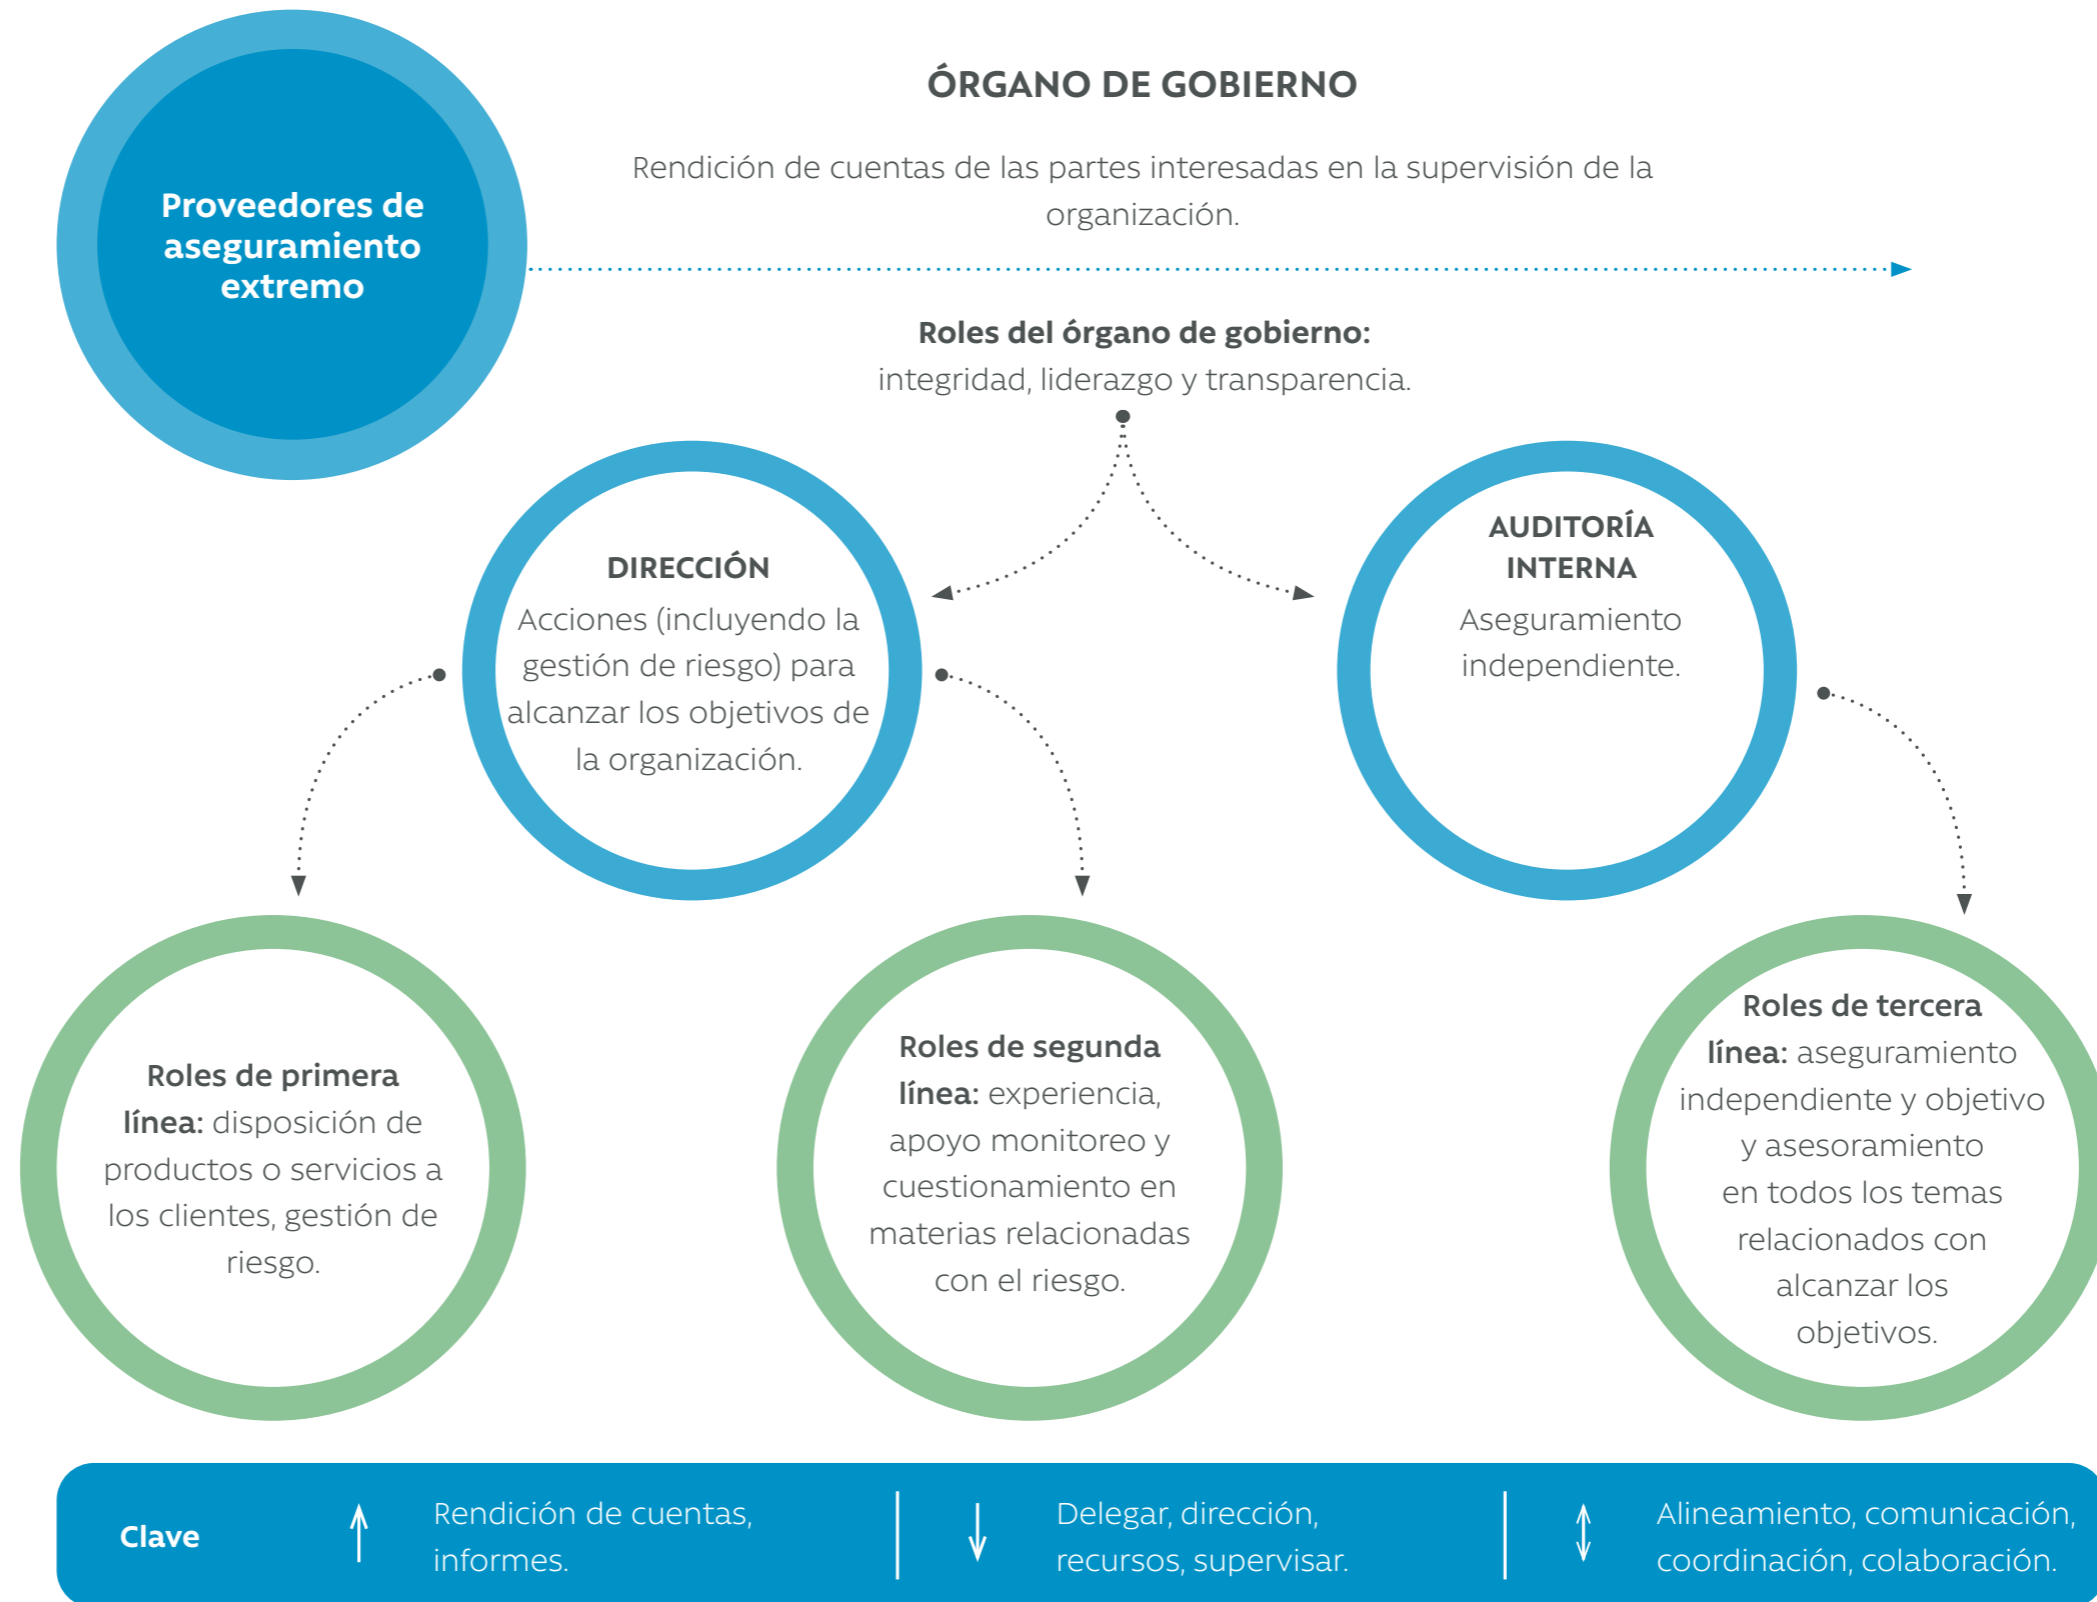 Proveedores de
aseguramiento
extremo
ÓRGANO DE GOBIERNO
Rendición de cuentas de las partes interesadas en la supervisión de la
organización.
Roles del órgano de gobierno:
integridad, liderazgo y transparencia.
DIRECCIÓN
Acciones (incluyendo la
gestión de riesgo) para
alcanzar los objetivos de
la organización.
AUDITORÍA
INTERNA
Aseguramiento
independiente.
Roles de primera
línea: disposición de
productos o servicios a
los clientes, gestión de
riesgo.
Roles de segunda
línea: experiencia,
apoyo monitoreo y
cuestionamiento en
materias relacionadas
con el riesgo.
Roles de tercera
línea: aseguramiento
independiente y objetivo
y asesoramiento
en todos los temas
relacionados con
alcanzar los
objetivos.
Clave
Rendición de cuentas,
informes.
Delegar, dirección,
recursos, supervisar.
Alineamiento, comunicación,
coordinación, colaboración.